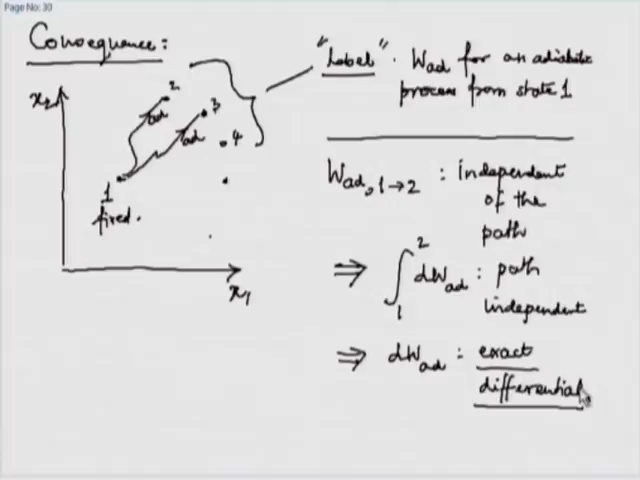 Page No: 30
Consequence:
"Label". Wad for an adiabatic
process from state 1
x2
2
ad
3
ad
4
1
fixed.
x1
Wad, 1→2 : independent
of the
path
⇒ ∫₁² dWad : path
independent
⇒ dWad : exact
differential